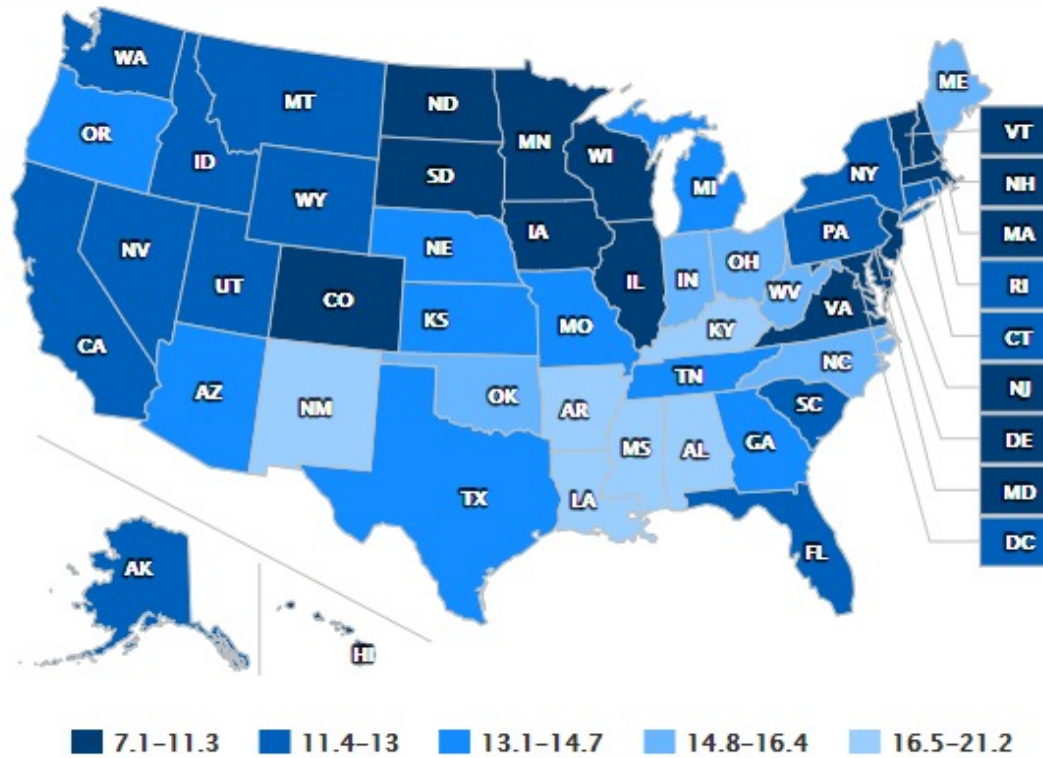 WA
MT
ND
MN
ME
OR
ID
SD
WI
MI
NY
VT
WY
NH
NV
NE
IA
PA
MA
UT
CO
IL
IN
OH
WV
VA
RI
CA
KS
MO
KY
CT
AZ
NM
OK
TN
NC
NJ
AR
SC
DE
MS
AL
GA
TX
LA
MD
AK
FL
DC
HI
7.1–11.3 11.4–13 13.1–14.7 14.8–16.4 16.5–21.2